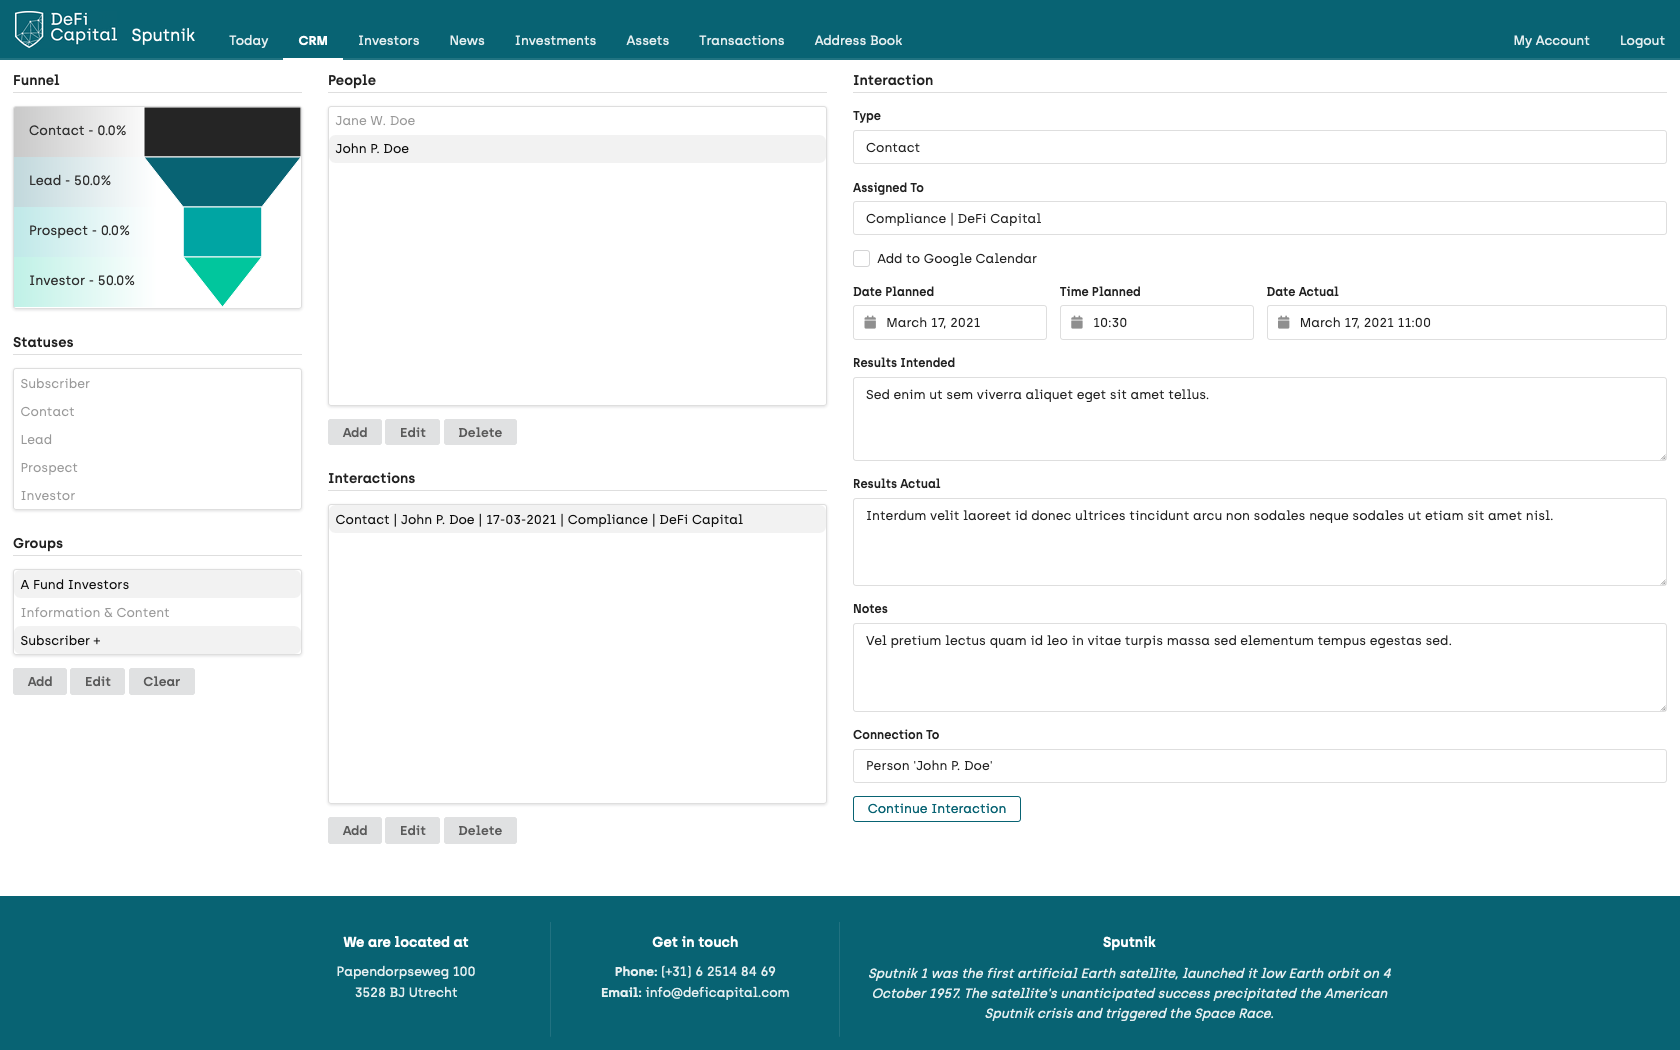 DeFi
Capital Sputnik
Today CRM Investors News Investments Assets Transactions Address Book My Account Logout
Funnel
Contact - 0.0%
Lead - 50.0%
Prospect - 0.0%
Investor - 50.0%
Statuses
Subscriber
Contact
Lead
Prospect
Investor
Groups
A Fund Investors
Information & Content
Subscriber +
Add Edit Clear
People
Jane W. Doe
John P. Doe
Add Edit Delete
Interactions
Contact | John P. Doe | 17-03-2021 | Compliance | DeFi Capital
Add Edit Delete
Interaction
Type
Contact
Assigned To
Compliance | DeFi Capital
Add to Google Calendar
Date Planned Time Planned Date Actual
March 17, 2021 10:30 March 17, 2021 11:00
Results Intended
Sed enim ut sem viverra aliquet eget sit amet tellus.
Results Actual
Interdum velit laoreet id donec ultrices tincidunt arcu non sodales neque sodales ut etiam sit amet nisl.
Notes
Vel pretium lectus quam id leo in vitae turpis massa sed elementum tempus egestas sed.
Connection To
Person 'John P. Doe'
Continue Interaction
We are located at
Papendorpseweg 100
3528 BJ Utrecht
Get in touch
Phone: (+31) 6 2514 84 69
Email: info@deficapital.com
Sputnik
Sputnik 1 was the first artificial Earth satellite, launched it low Earth orbit on 4
October 1957. The satellite's unanticipated success precipitated the American
Sputnik crisis and triggered the Space Race.